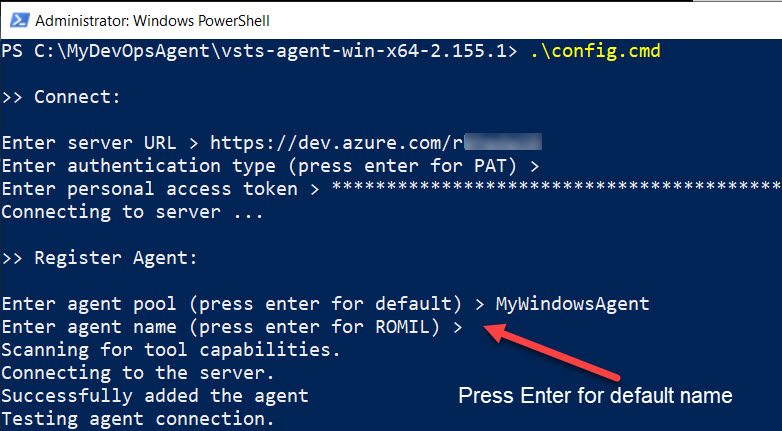 Administrator: Windows PowerShell
PS C:\MyDevOpsAgent\vsts-agent-win-x64-2.155.1> .\config.cmd
>> Connect:
Enter server URL > https://dev.azure.com/r
Enter authentication type (press enter for PAT) >
Enter personal access token > *****************************************
Connecting to server ...
>> Register Agent:
Enter agent pool (press enter for default) > MyWindowsAgent
Enter agent name (press enter for ROMIL) >
Scanning for tool capabilities.
Connecting to the server.
Successfully added the agent
Press Enter for default name
Testing agent connection.